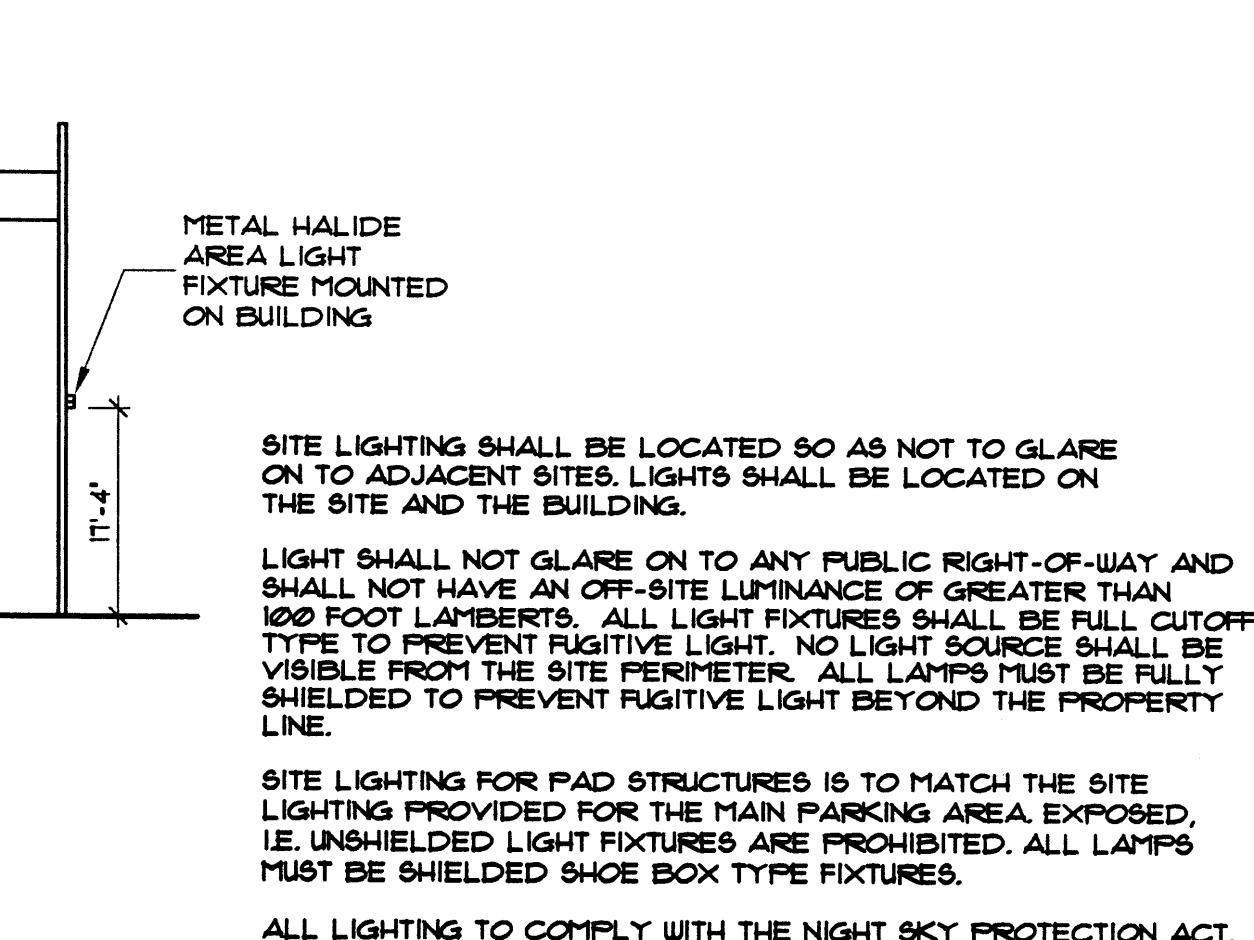 METAL HALIDE
AREA LIGHT
FIXTURE MOUNTED
ON BUILDING
17'-4"
SITE LIGHTING SHALL BE LOCATED SO AS NOT TO GLARE
ON TO ADJACENT SITES. LIGHTS SHALL BE LOCATED ON
THE SITE AND THE BUILDING.
LIGHT SHALL NOT GLARE ON TO ANY PUBLIC RIGHT-OF-WAY AND
SHALL NOT HAVE AN OFF-SITE LUMINANCE OF GREATER THAN
100 FOOT LAMBERTS. ALL LIGHT FIXTURES SHALL BE FULL CUTOFF
TYPE TO PREVENT FUGITIVE LIGHT. NO LIGHT SOURCE SHALL BE
VISIBLE FROM THE SITE PERIMETER. ALL LAMPS MUST BE FULLY
SHIELDED TO PREVENT FUGITIVE LIGHT BEYOND THE PROPERTY
LINE.
SITE LIGHTING FOR PAD STRUCTURES IS TO MATCH THE SITE
LIGHTING PROVIDED FOR THE MAIN PARKING AREA. EXPOSED,
I.E. UNSHIELDED LIGHT FIXTURES ARE PROHIBITED. ALL LAMPS
MUST BE SHIELDED SHOE BOX TYPE FIXTURES.
ALL LIGHTING TO COMPLY WITH THE NIGHT SKY PROTECTION ACT.